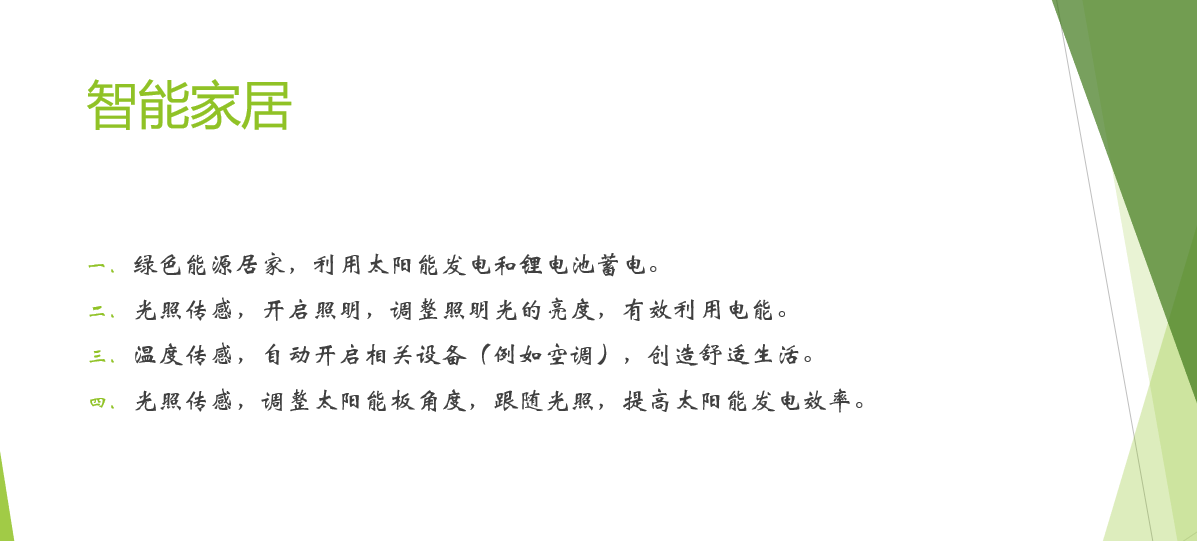 智能家居
一、绿色能源居家，利用太阳能发电和锂电池蓄电。
二、光照传感，开启照明，调整照明光的亮度，有效利用电能。
三、温度传感，自动开启相关设备（例如空调），创造舒适生活。
四、光照传感，调整太阳能板角度，跟随光照，提高太阳能发电效率。